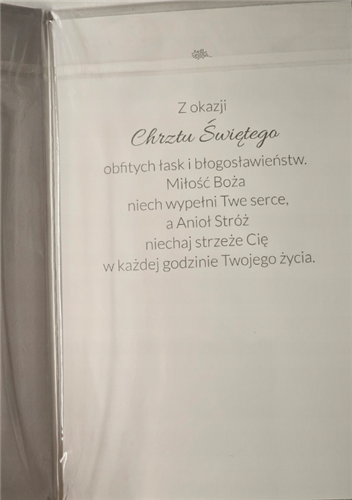 Z okazji
Chrztu Świętego
obfitych łask i błogosławieństw.
Miłość Boża
niech wypełni Twe serce,
a Anioł Stróż
niechaj strzeże Cię
w każdej godzinie Twojego życia.